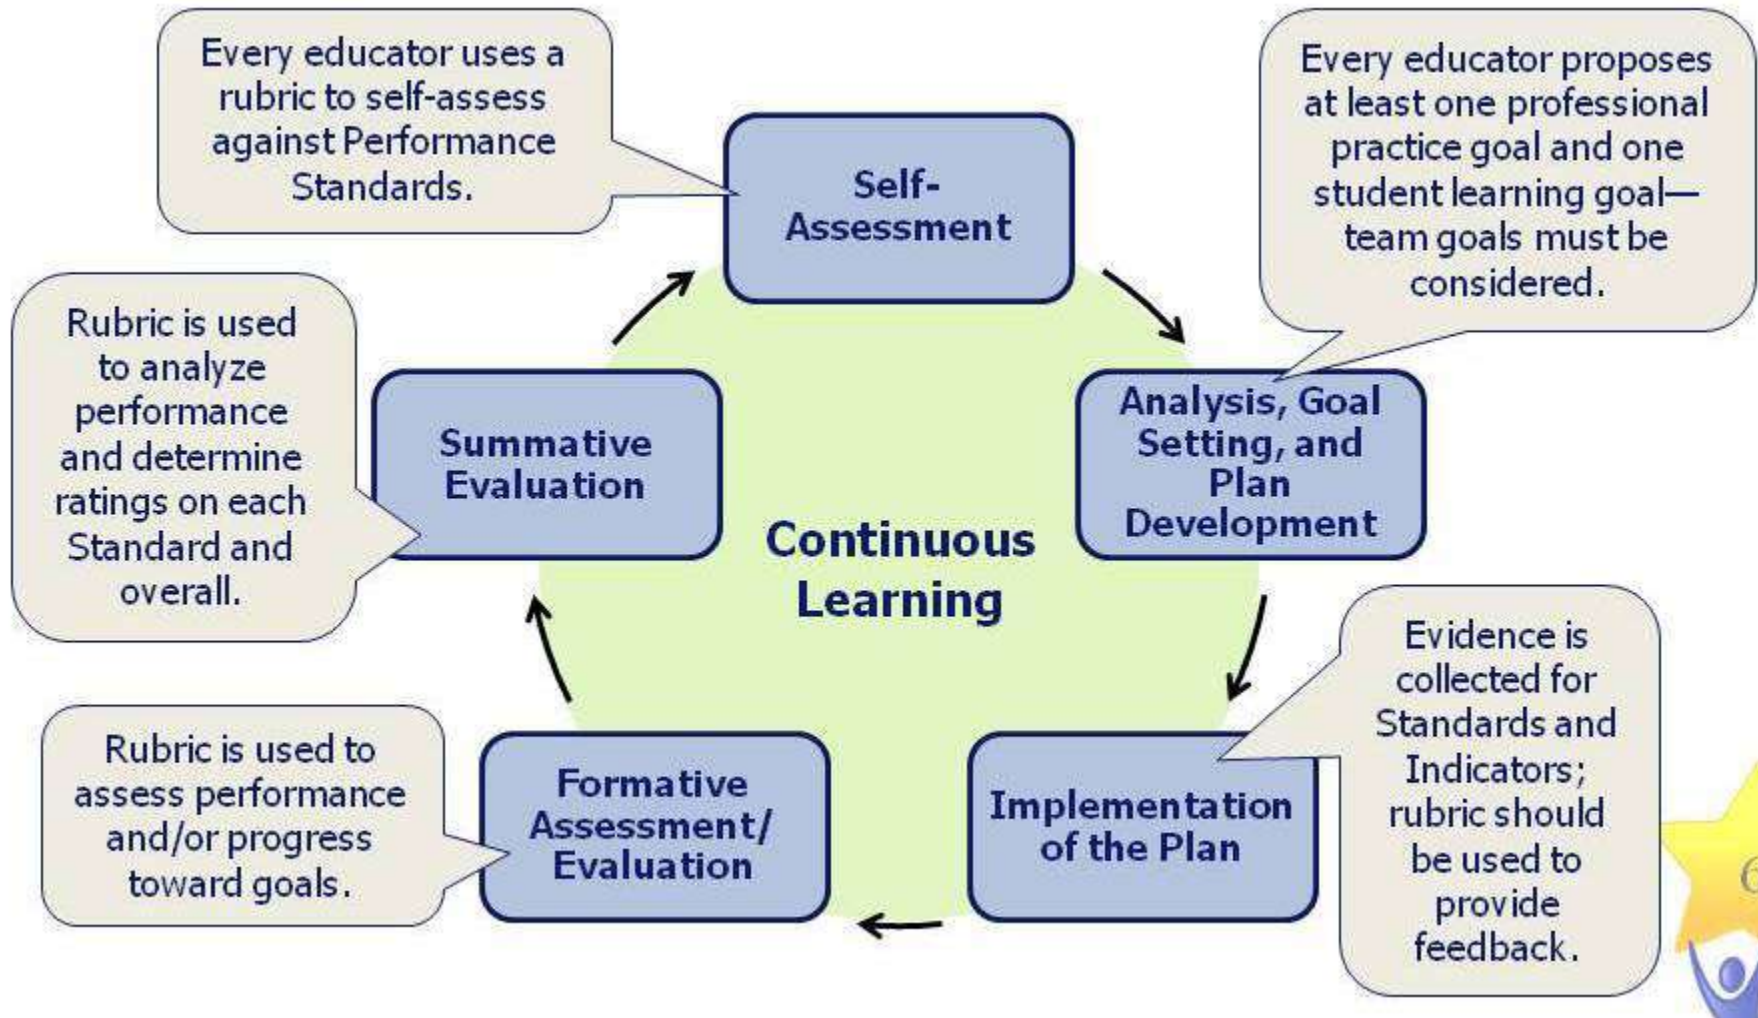 Every educator uses a
rubric to self-assess
against Performance
Standards.
Self-
Assessment
Every educator proposes
at least one professional
practice goal and one
student learning goal—
team goals must be
considered.
Analysis, Goal
Setting, and
Plan
Development
Evidence is
collected for
Standards and
Indicators;
rubric should
be used to
provide
feedback.
Implementation
of the Plan
Formative
Assessment/
Evaluation
Rubric is used to
assess performance
and/or progress
toward goals.
Summative
Evaluation
Rubric is used
to analyze
performance
and determine
ratings on each
Standard and
overall.
Continuous
Learning